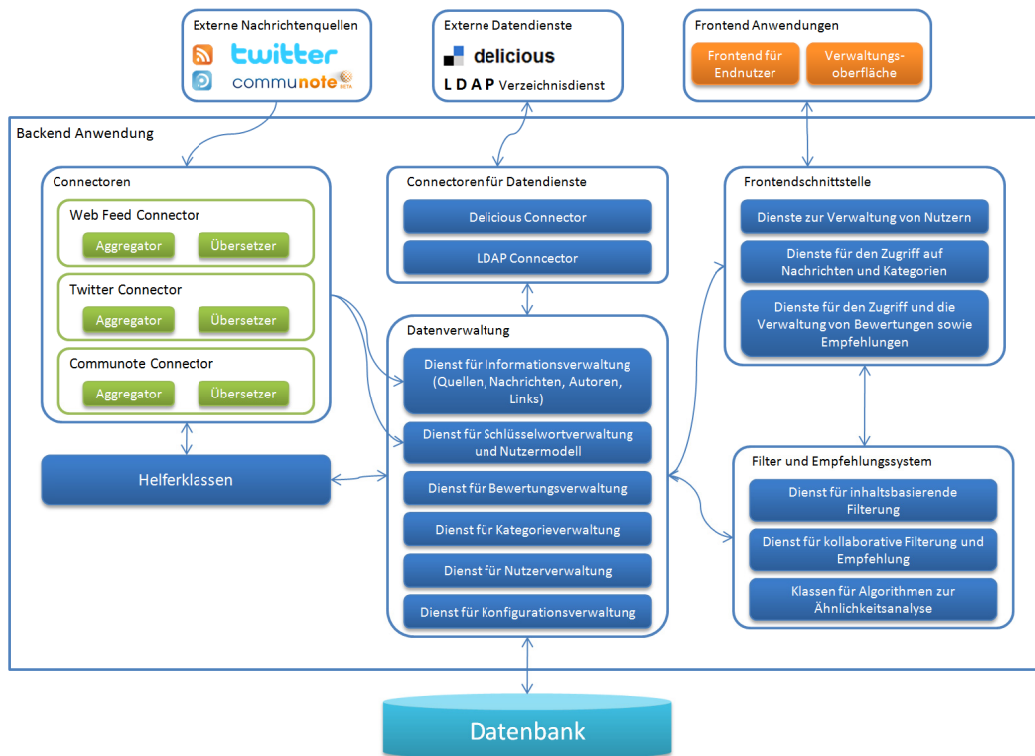 Externe Nachrichtenquellen
twitter
communote
BETA
Externe Datendienste
delicious
LDAP Verzeichnisdienst
Frontend Anwendungen
Frontend für
Endnutzer
Verwaltungs-
oberfläche
Backend Anwendung
Connectoren
Web Feed Connector
Aggregator
Übersetzer
Twitter Connector
Aggregator
Übersetzer
Communote Connector
Aggregator
Übersetzer
Helferklassen
Connectorenfür Datendienste
Delicious Connector
LDAP Conncector
Datenverwaltung
Dienst für Informationsverwaltung
(Quellen, Nachrichten, Autoren,
Links)
Dienst für Schlüsselwortverwaltung
und Nutzermodell
Dienst für Bewertungsverwaltung
Dienst für Kategorieverwaltung
Dienst für Nutzerverwaltung
Dienst für Konfigurationsverwaltung
Frontendschnittstelle
Dienste zur Verwaltung von Nutzern
Dienste für den Zugriff auf
Nachrichten und Kategorien
Dienste für den Zugriff und die
Verwaltung von Bewertungen sowie
Empfehlungen
Filter und Empfehlungssystem
Dienst für inhaltsbasierende
Filterung
Dienst für kollaborative Filterung und
Empfehlung
Klassen für Algorithmen zur
Ähnlichkeitsanalyse
Datenbank